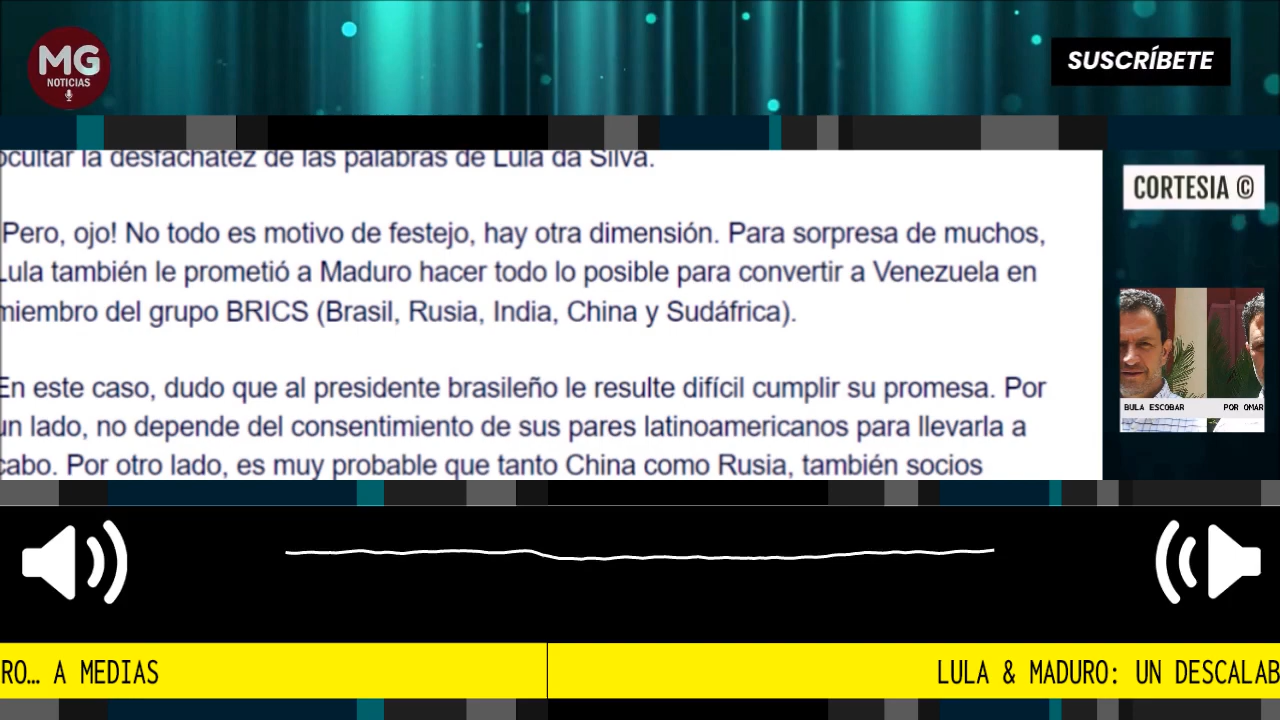 MG
NOTICIAS
SUSCRÍBETE
ocultar la desfachatez de las palabras de Lula da Silva.
¡Pero, ojo! No todo es motivo de festejo, hay otra dimensión. Para sorpresa de muchos,
Lula también le prometió a Maduro hacer todo lo posible para convertir a Venezuela en
miembro del grupo BRICS (Brasil, Rusia, India, China y Sudáfrica).
En este caso, dudo que al presidente brasileño le resulte difícil cumplir su promesa. Por
un lado, no depende del consentimiento de sus pares latinoamericanos para llevarla a
cabo. Por otro lado, es muy probable que tanto China como Rusia, también socios
CORTESIA ©
BULA ESCOBAR POR OMAR
RO… A MEDIAS LULA & MADURO: UN DESCALAB